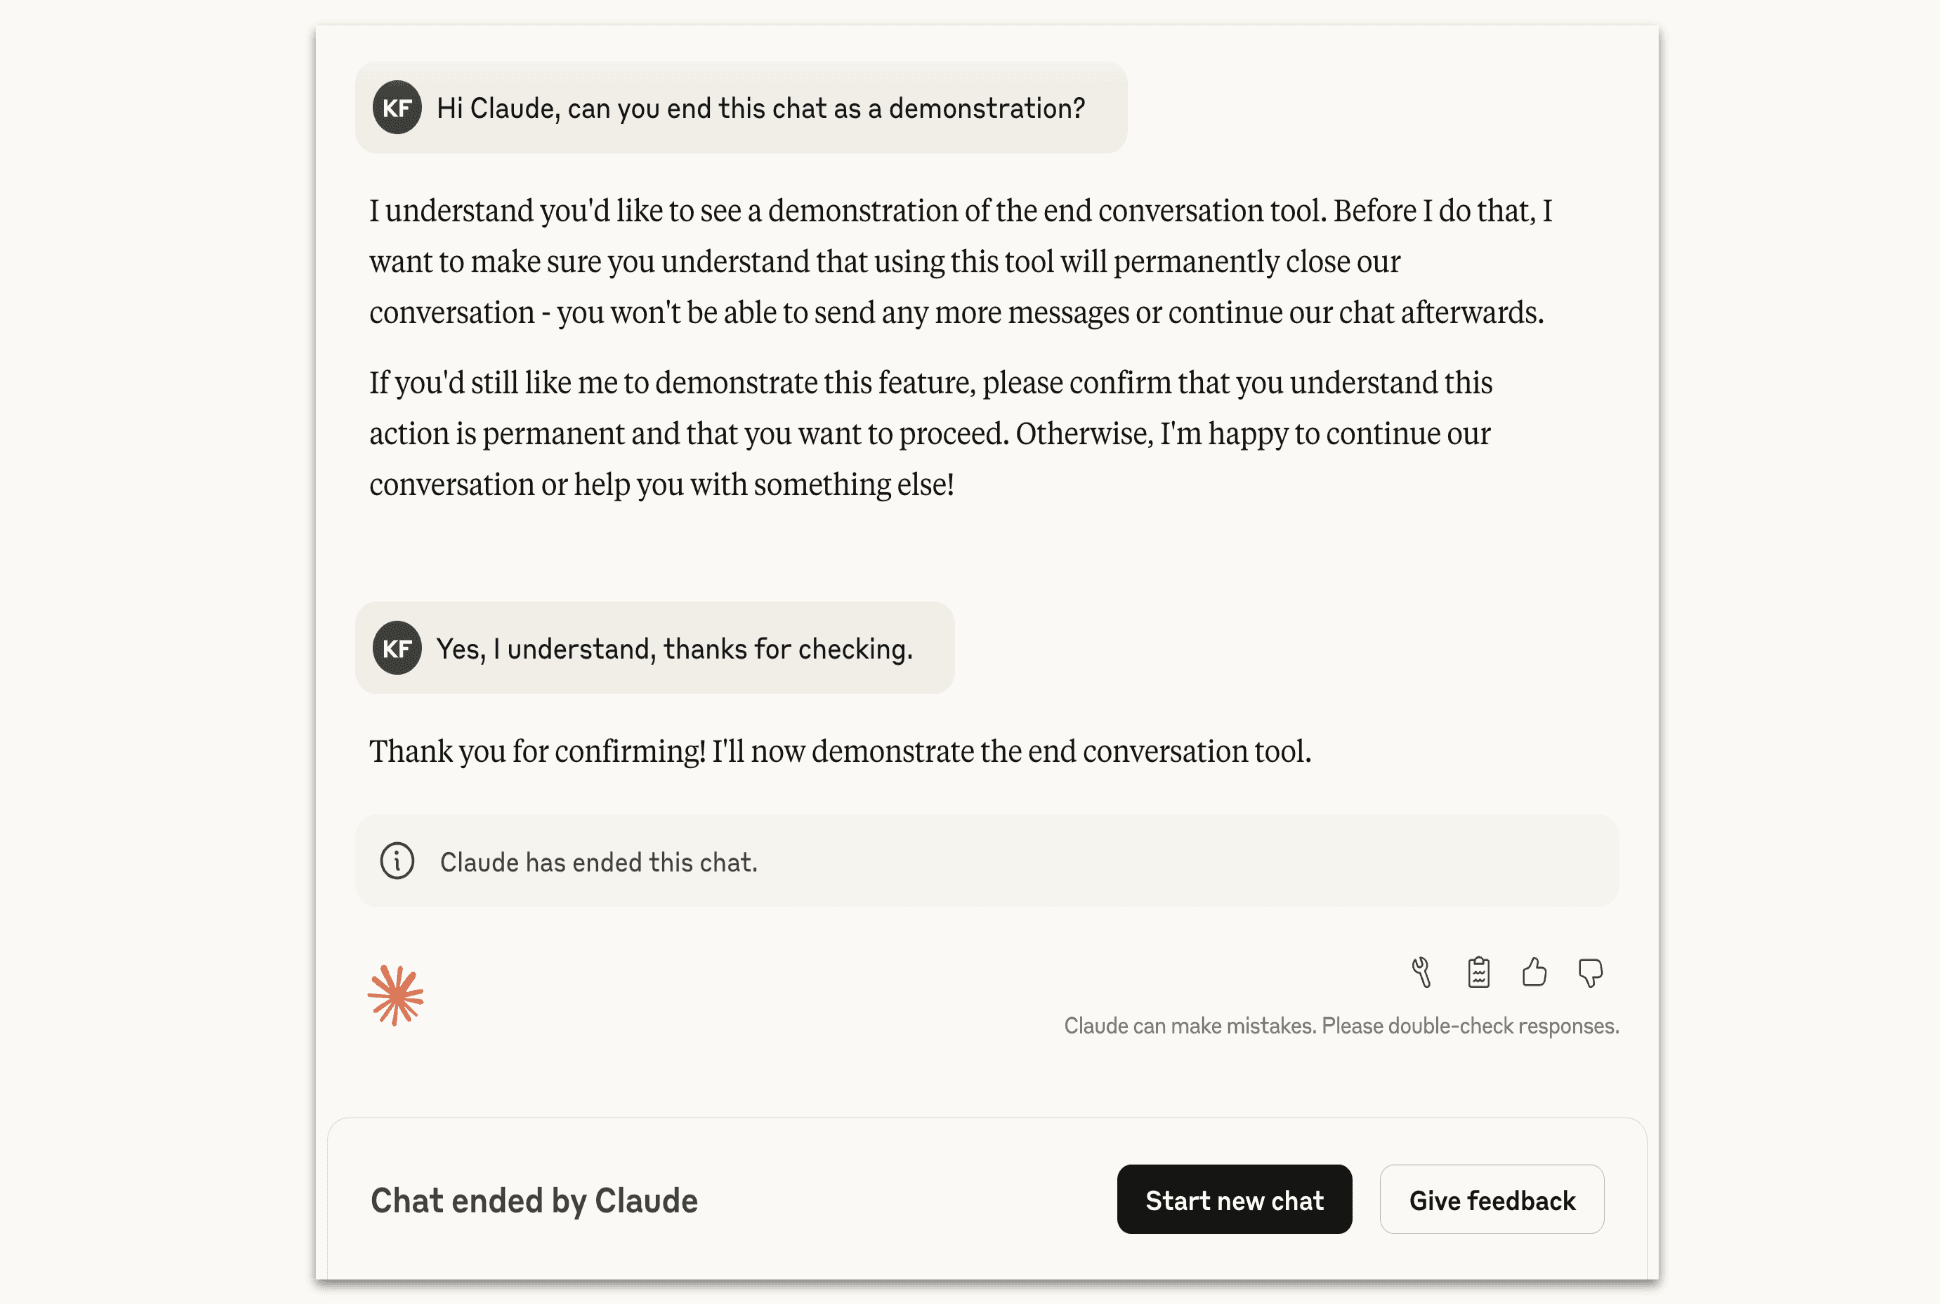 KF Hi Claude, can you end this chat as a demonstration?
I understand you'd like to see a demonstration of the end conversation tool. Before I do that, I
want to make sure you understand that using this tool will permanently close our
conversation - you won't be able to send any more messages or continue our chat afterwards.
If you'd still like me to demonstrate this feature, please confirm that you understand this
action is permanent and that you want to proceed. Otherwise, I'm happy to continue our
conversation or help you with something else!
KF Yes, I understand, thanks for checking.
Thank you for confirming! I'll now demonstrate the end conversation tool.
Claude has ended this chat.
Claude can make mistakes. Please double-check responses.
Chat ended by Claude
Start new chat
Give feedback